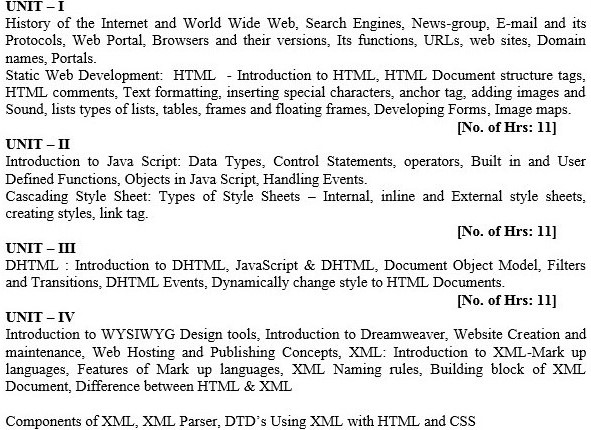 UNIT – I
History of the Internet and World Wide Web, Search Engines, News-group, E-mail and its
Protocols, Web Portal, Browsers and their versions, Its functions, URLs, web sites, Domain
names, Portals.
Static Web Development: HTML - Introduction to HTML, HTML Document structure tags,
HTML comments, Text formatting, inserting special characters, anchor tag, adding images and
Sound, lists types of lists, tables, frames and floating frames, Developing Forms, Image maps.
[No. of Hrs: 11]
UNIT – II
Introduction to Java Script: Data Types, Control Statements, operators, Built in and User
Defined Functions, Objects in Java Script, Handling Events.
Cascading Style Sheet: Types of Style Sheets – Internal, inline and External style sheets,
creating styles, link tag.
[No. of Hrs: 11]
UNIT – III
DHTML : Introduction to DHTML, JavaScript & DHTML, Document Object Model, Filters
and Transitions, DHTML Events, Dynamically change style to HTML Documents.
[No. of Hrs: 11]
UNIT – IV
Introduction to WYSIWYG Design tools, Introduction to Dreamweaver, Website Creation and
maintenance, Web Hosting and Publishing Concepts, XML: Introduction to XML-Mark up
languages, Features of Mark up languages, XML Naming rules, Building block of XML
Document, Difference between HTML & XML
Components of XML, XML Parser, DTD's Using XML with HTML and CSS